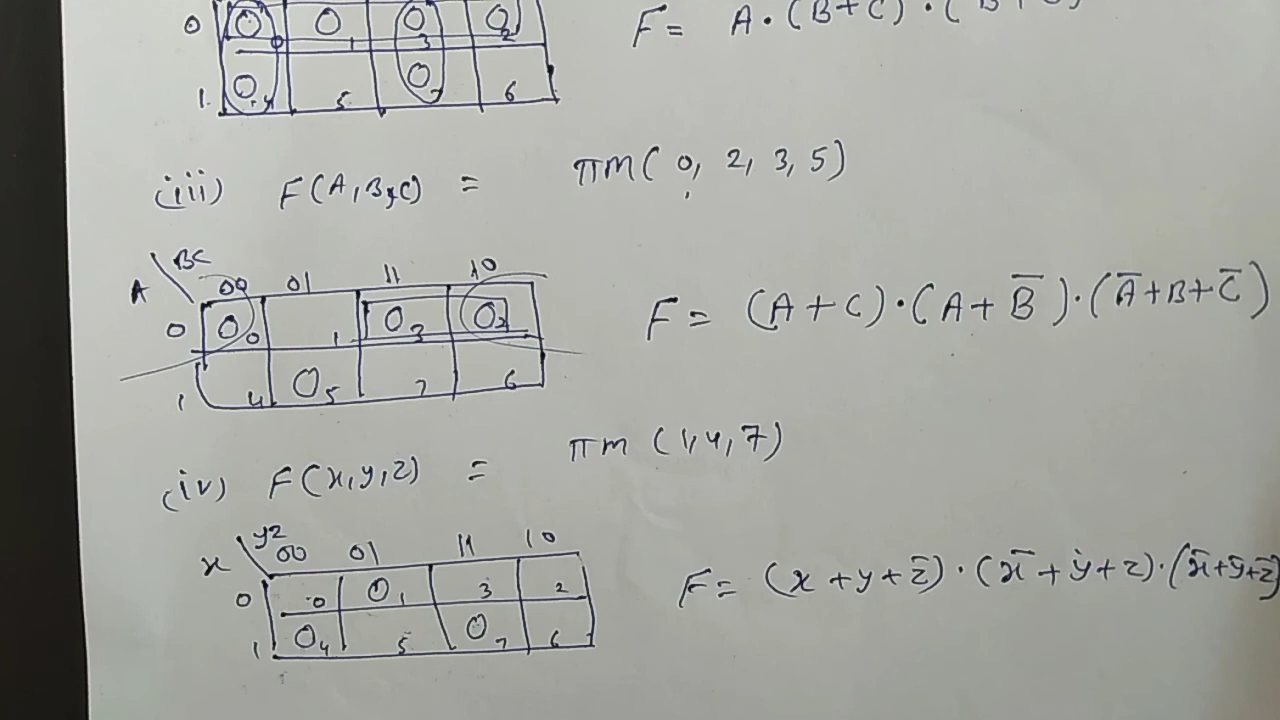 F = A · (B+C) · (
0 0 0 0 1 0 3 0 2
1 0 4 5 0 7 6
(iii) F(A,B,C) = πM( 0, 2, 3, 5)
A \ BC 00 01 11 10
0 0 0 1 0 3 0 2
1 4 0 5 7 6
F = (A+C)·(A+B̅)·(A̅+B+C̅)
(iv) F(x,y,z) = πm (1,4,7)
x \ yz 00 01 11 10
0 0 0 1 3 2
1 0 4 5 0 7 6
F = (x+y+z̅)·(x̅+y+z)·(x̅+y̅+z̅)